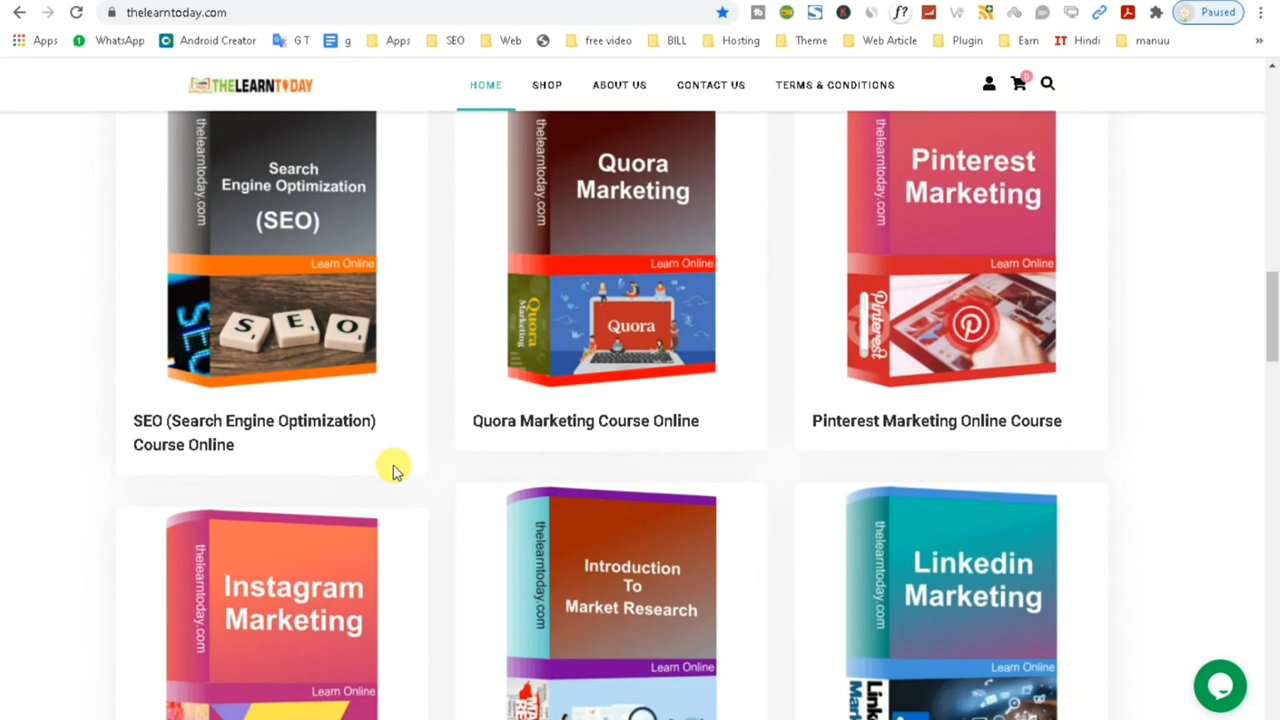 thelearntoday.com
Paused
Apps
WhatsApp
Android Creator
G T
g
Apps
SEO
Web
free video
BILL
Hosting
Theme
Web Article
Plugin
Earn
IT Hindi
manuu
THELEARNTODAY
HOME
SHOP
ABOUT US
CONTACT US
TERMS & CONDITIONS
0
thelearntoday.com
Search
Engine Optimization
(SEO)
Learn Online
SEO
SEO
thelearntoday.com
Quora
Marketing
Learn Online
Quora
Marketing
Quora
thelearntoday.com
Pinterest
Marketing
Learn Online
Pinterest
SEO (Search Engine Optimization)
Course Online
Quora Marketing Course Online
Pinterest Marketing Online Course
thelearntoday.com
Instagram
Marketing
Learn Online
thelearntoday.com
Introduction
To
Market Research
Learn Online
thelearntoday.com
Linkedin
Marketing
Learn Online